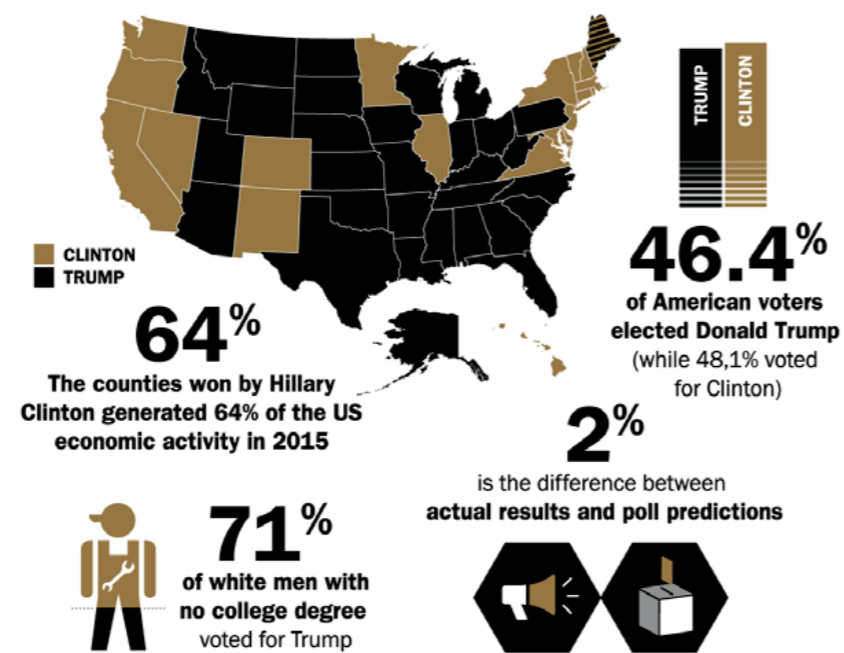 TRUMP
CLINTON
CLINTON
TRUMP
46.4%
of American voters
elected Donald Trump
(while 48,1% voted
for Clinton)
64%
The counties won by Hillary
Clinton generated 64% of the US
economic activity in 2015
2%
is the difference between
actual results and poll predictions
71%
of white men with
no college degree
voted for Trump